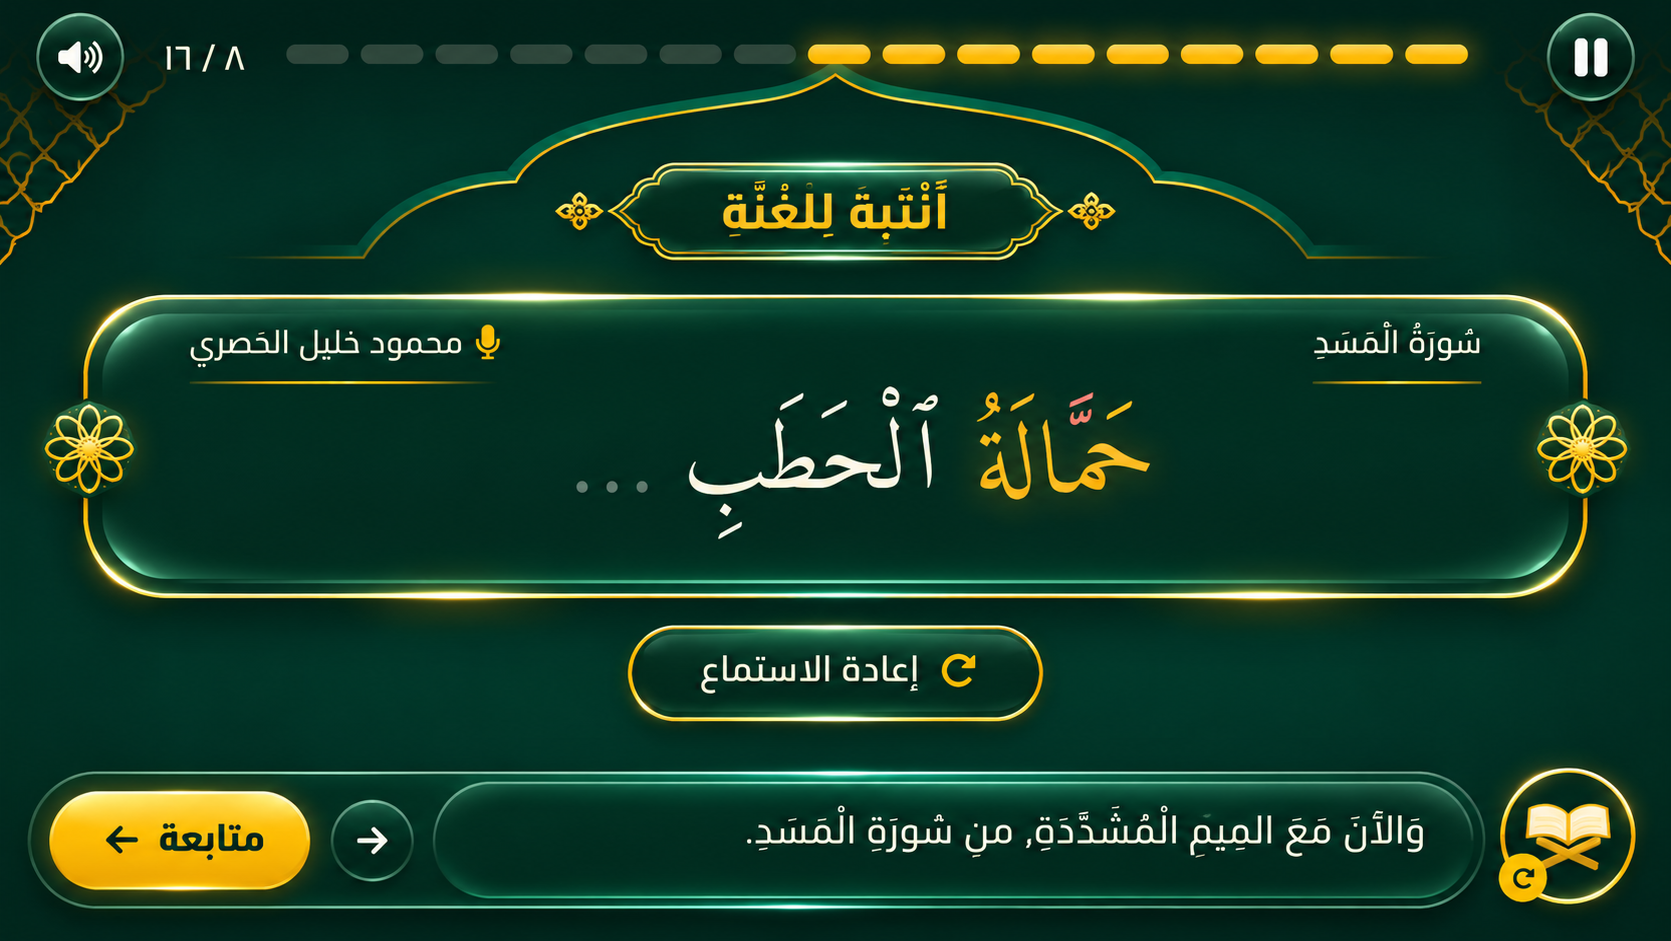 ١٦ / ٨
أَنْتَبِهَ لِلْغُنَّةِ
سُورَةُ الْمَسَدِ
محمود خليل الحَصري
حَمَّالَةُ ٱلْحَطَبِ ...
إعادة الاستماع
وَالآنَ مَعَ المِيمِ الْمُشَدَّدَةِ, منِ سُورَةِ الْمَسَدِ.
متابعة